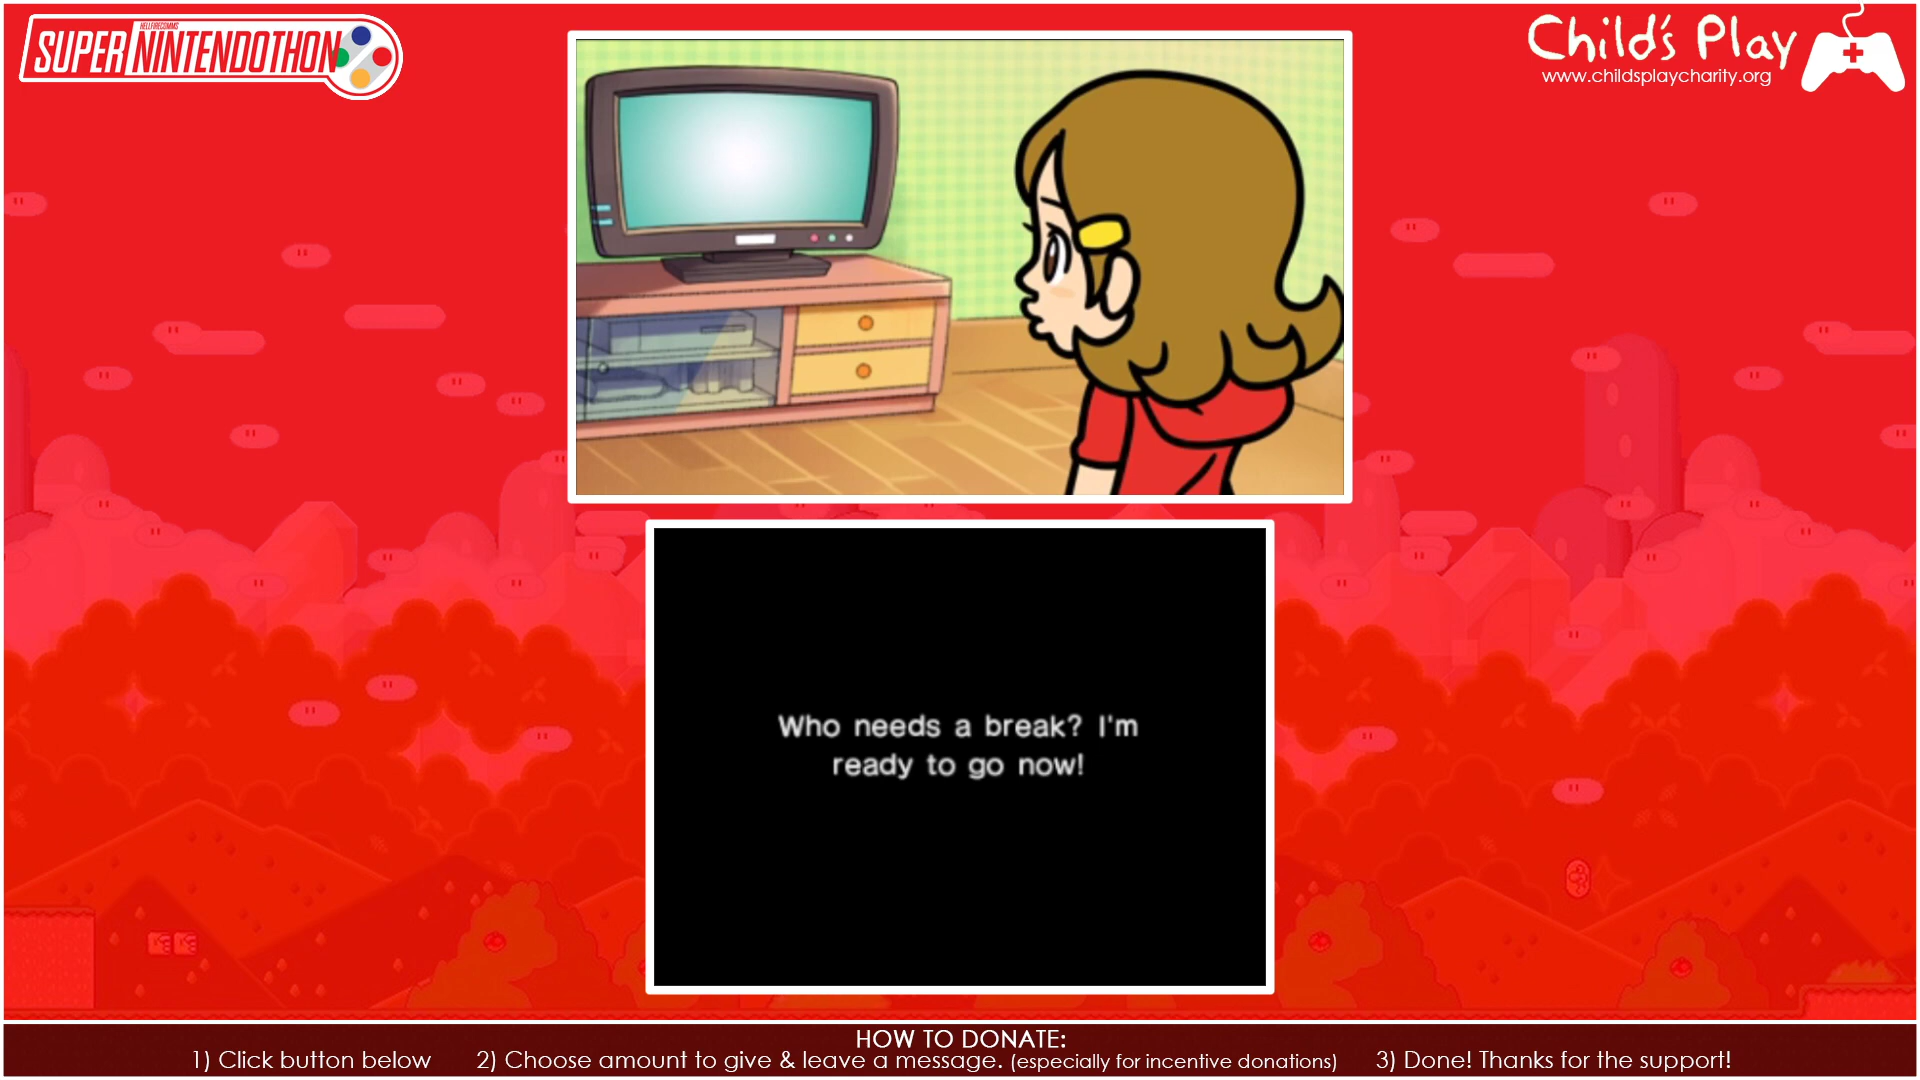 HELLFIRECOMMS
SUPER NINTENDOTHON
Child's Play
www.childsplaycharity.org
Who needs a break? I'm
ready to go now!
HOW TO DONATE:
1) Click button below 2) Choose amount to give & leave a message. (especially for incentive donations) 3) Done! Thanks for the support!